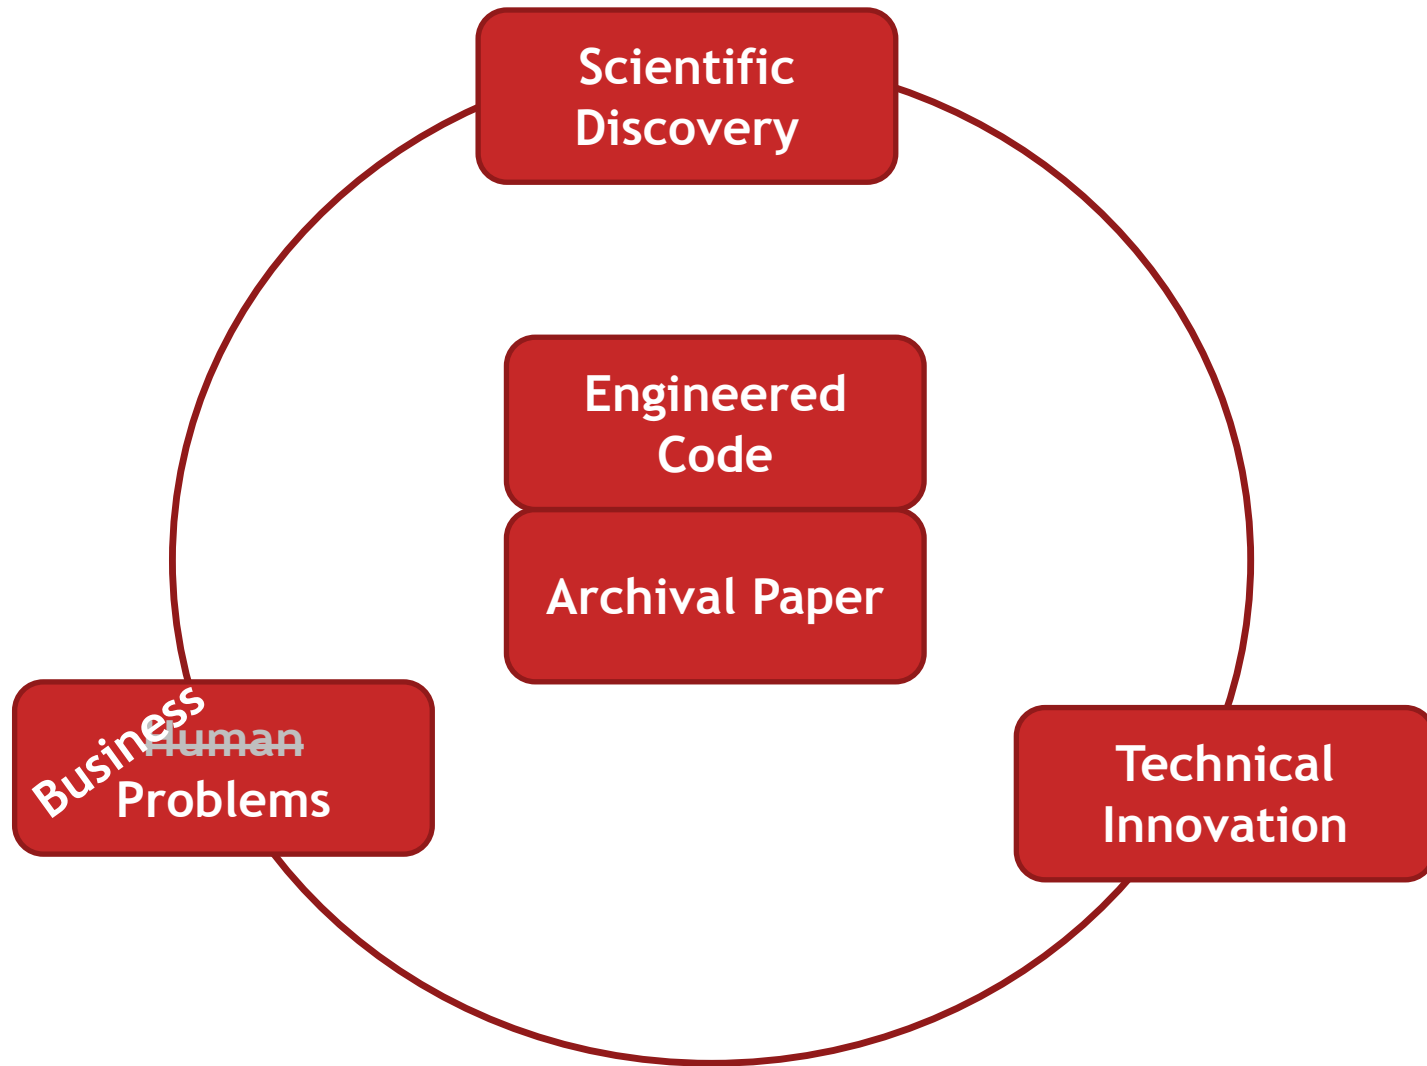 Scientific
Discovery
Engineered
Code
Archival Paper
Business
Human
Problems
Technical
Innovation